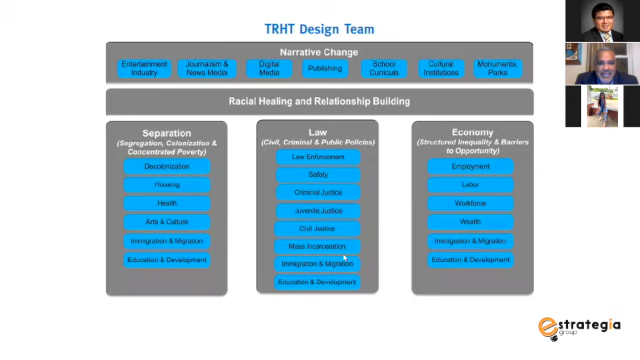 TRHT Design Team
Narrative Change
Entertainment
Industry
Journalism &
News Media
Digital
Media
Publishing
School
Curricula
Cultural
Institutions
Monuments,
Parks
Racial Healing and Relationship Building
Separation
(Segregation, Colonization &
Concentrated Poverty)
Decolonization
Housing
Health
Arts & Culture
Immigration & Migration
Education & Development
Law
(Civil, Criminal & Public Policies)
Law Enforcement
Safety
Criminal Justice
Juvenile Justice
Civil Justice
Mass Incarceration
Immigration & Migration
Education & Development
Economy
(Structured Inequality & Barriers
to Opportunity)
Employment
Labor
Workforce
Wealth
Immigration & Migration
Education & Development
estrategia
group